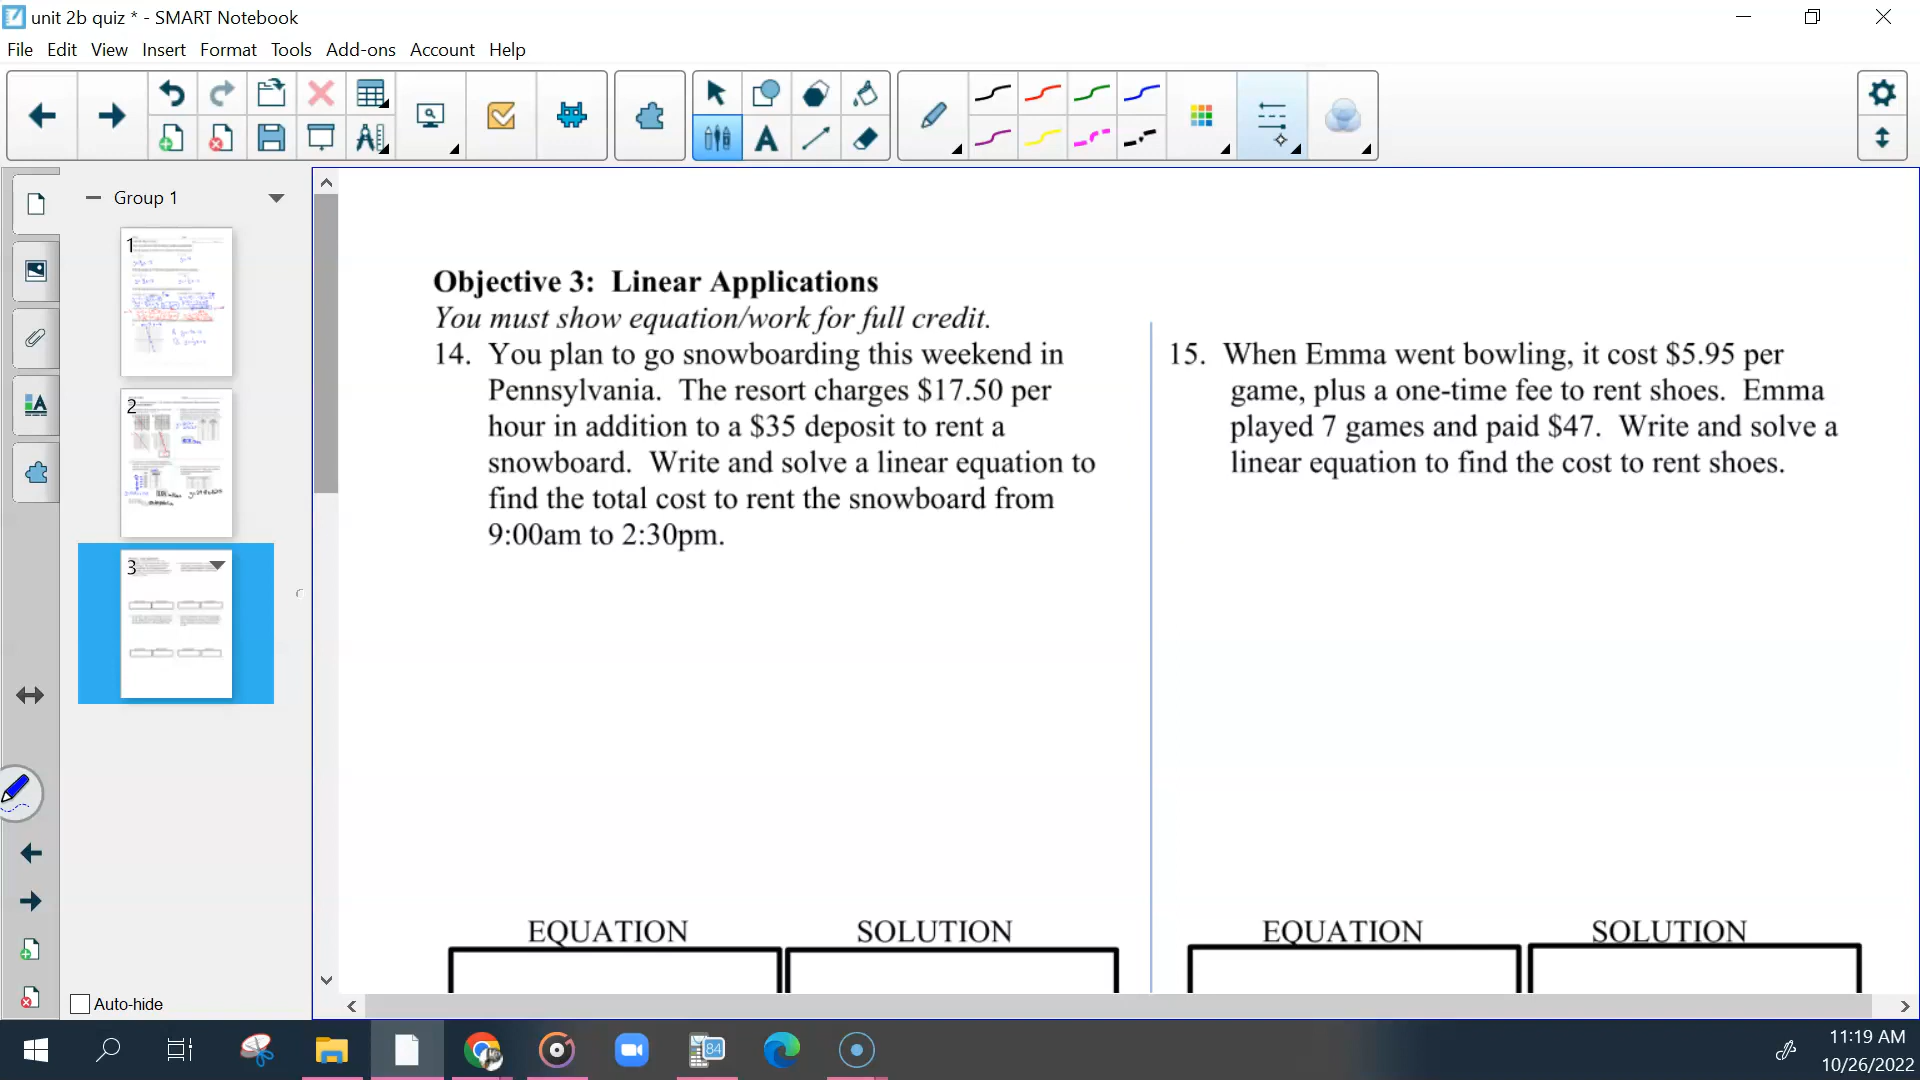 unit 2b quiz * - SMART Notebook
File Edit View Insert Format Tools Add-ons Account Help
Group 1
1
2
3
Auto-hide
Objective 3: Linear Applications
You must show equation/work for full credit.
14. You plan to go snowboarding this weekend in
Pennsylvania. The resort charges $17.50 per
hour in addition to a $35 deposit to rent a
snowboard. Write and solve a linear equation to
find the total cost to rent the snowboard from
9:00am to 2:30pm.
EQUATION SOLUTION
15. When Emma went bowling, it cost $5.95 per
game, plus a one-time fee to rent shoes. Emma
played 7 games and paid $47. Write and solve a
linear equation to find the cost to rent shoes.
EQUATION SOLUTION
84
11:19 AM
10/26/2022